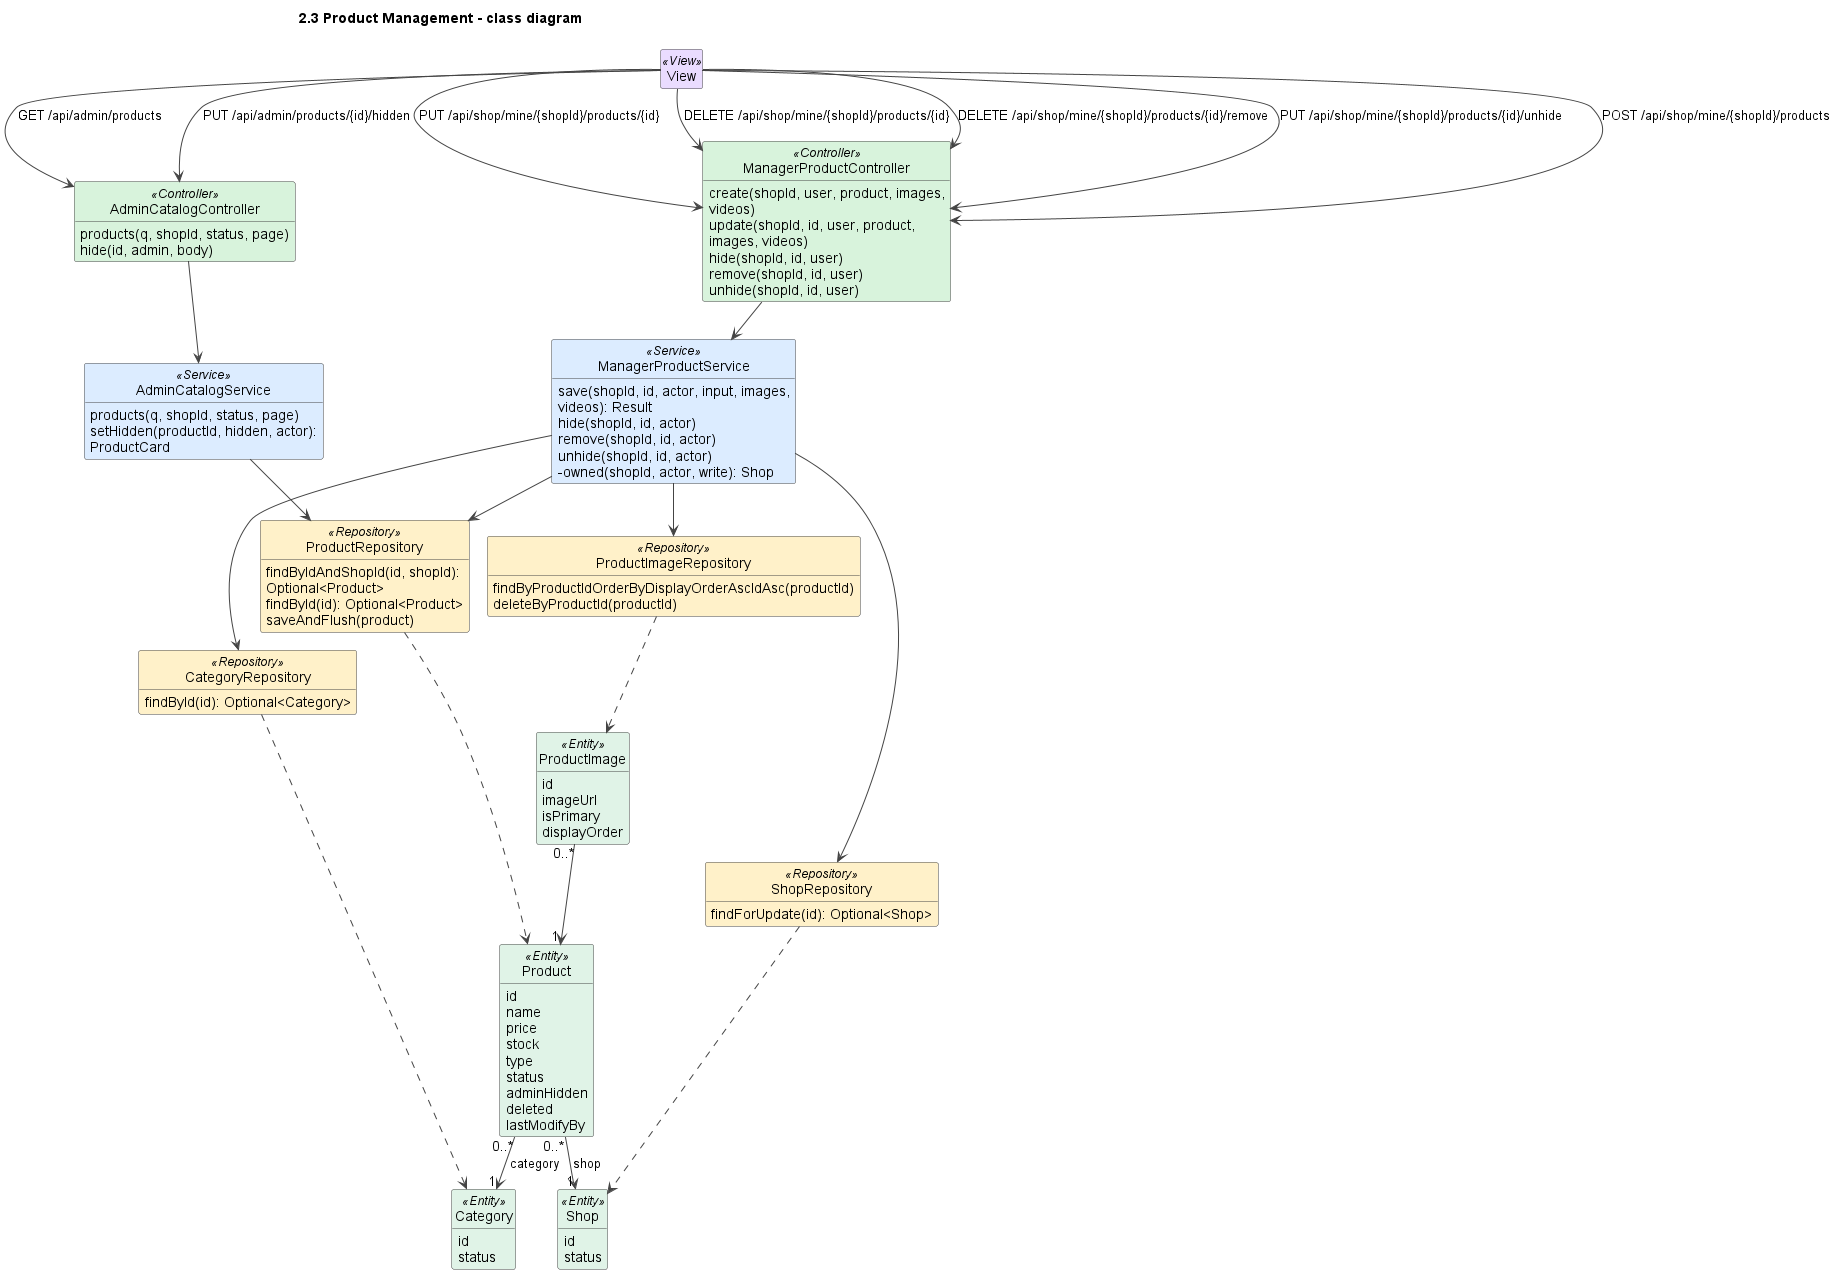 2.3 Product Management - class diagram
«View»
View
GET /api/admin/products
PUT /api/admin/products/{id}/hidden
PUT /api/shop/mine/{shopId}/products/{id}
DELETE /api/shop/mine/{shopId}/products/{id}
DELETE /api/shop/mine/{shopId}/products/{id}/remove
PUT /api/shop/mine/{shopId}/products/{id}/unhide
POST /api/shop/mine/{shopId}/products
«Controller»
ManagerProductController
create(shopId, user, product, images,
videos)
update(shopId, id, user, product,
images, videos)
hide(shopId, id, user)
remove(shopId, id, user)
unhide(shopId, id, user)
«Controller»
AdminCatalogController
products(q, shopId, status, page)
hide(id, admin, body)
«Service»
ManagerProductService
save(shopId, id, actor, input, images,
videos): Result
hide(shopId, id, actor)
remove(shopId, id, actor)
unhide(shopId, id, actor)
-owned(shopId, actor, write): Shop
«Service»
AdminCatalogService
products(q, shopId, status, page)
setHidden(productId, hidden, actor):
ProductCard
«Repository»
ProductRepository
findByIdAndShopId(id, shopId):
Optional<Product>
findById(id): Optional<Product>
saveAndFlush(product)
«Repository»
ProductImageRepository
findByProductIdOrderByDisplayOrderAscIdAsc(productId)
deleteByProductId(productId)
«Repository»
CategoryRepository
findById(id): Optional<Category>
«Entity»
ProductImage
id
imageUrl
isPrimary
displayOrder
0..*
1
«Repository»
ShopRepository
findForUpdate(id): Optional<Shop>
«Entity»
Product
id
name
price
stock
type
status
adminHidden
deleted
lastModifyBy
0..*
0..*
category
shop
1
1
«Entity»
Category
id
status
«Entity»
Shop
id
status